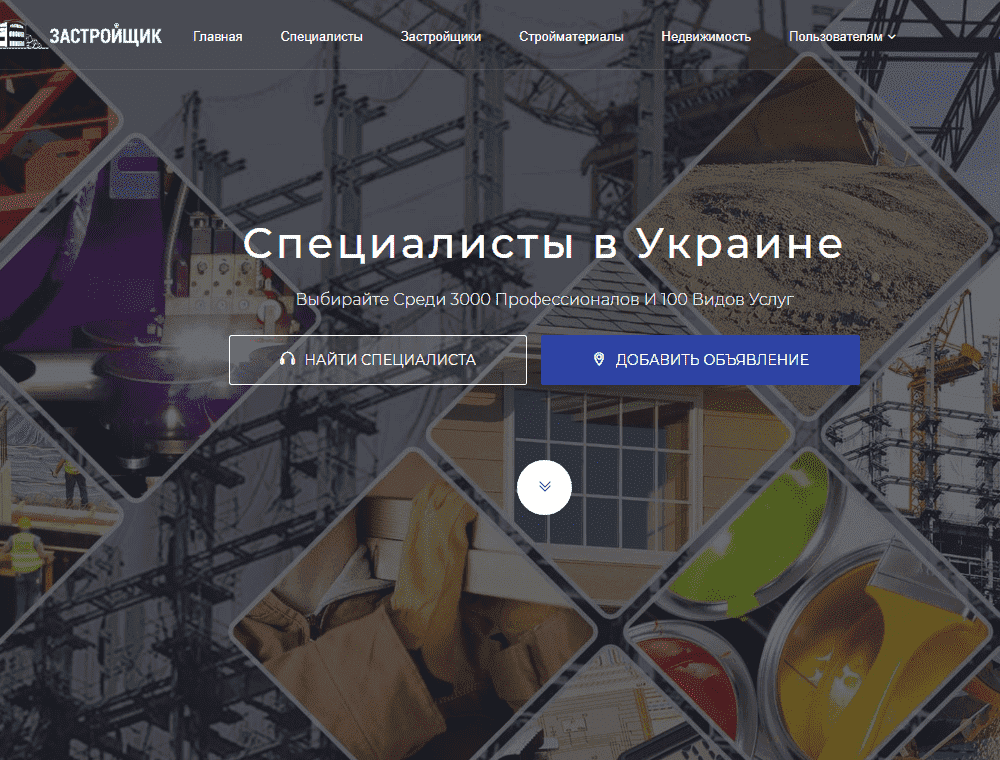 ЗАСТРОЙЩИК
Главная
Специалисты
Застройщики
Стройматериалы
Недвижимость
Пользователям
Специалисты в Украине
Выбирайте Среди 3000 Профессионалов И 100 Видов Услуг
НАЙТИ СПЕЦИАЛИСТА
ДОБАВИТЬ ОБЪЯВЛЕНИЕ